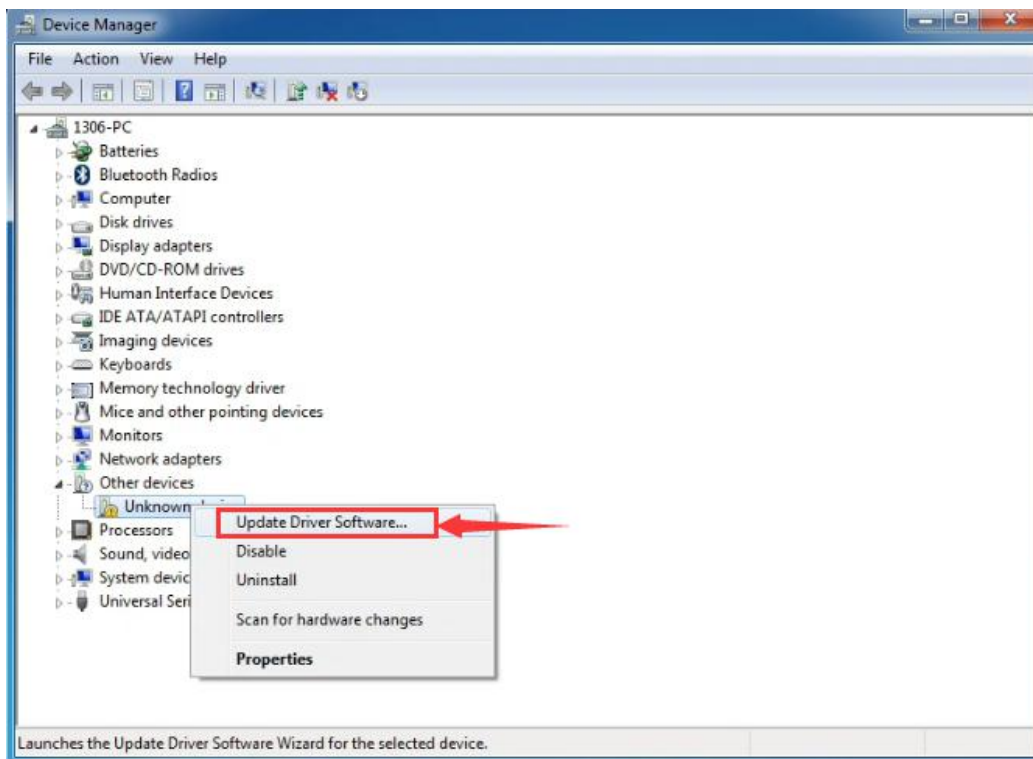 Device Manager
File Action View Help
1306-PC
Batteries
Bluetooth Radios
Computer
Disk drives
Display adapters
DVD/CD-ROM drives
Human Interface Devices
IDE ATA/ATAPI controllers
Imaging devices
Keyboards
Memory technology driver
Mice and other pointing devices
Monitors
Network adapters
Other devices
Unknown
Processors
Sound, video
System devic
Universal Seri
Update Driver Software...
Disable
Uninstall
Scan for hardware changes
Properties
Launches the Update Driver Software Wizard for the selected device.